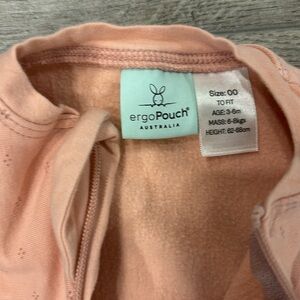 ergoPouch®
AUSTRALIA
Size: 00
TO FIT
AGE: 3-6m
MASS: 6-8kgs
HEIGHT: 62-68cm